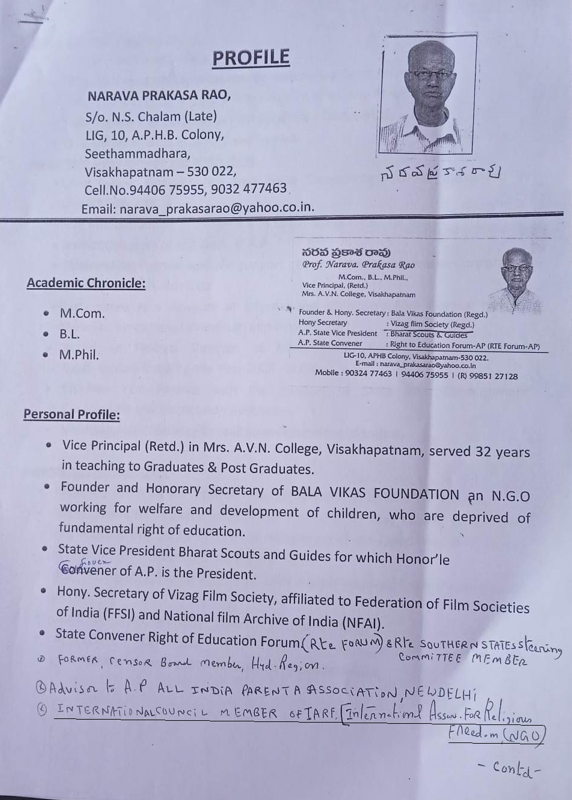 PROFILE
NARAVA PRAKASA RAO,
S/o. N.S. Chalam (Late)
LIG, 10, A.P.H.B. Colony,
Seethammadhara,
Visakhapatnam – 530 022,
Cell.No.94406 75955, 9032 477463
Email: narava_prakasarao@yahoo.co.in.
నరవ ప్రకాశ రావు
నరవ ప్రకాశ రావు
Prof. Narava. Prakasa Rao
M.Com., B.L., M.Phil.,
Vice Principal, (Retd.)
Mrs. A.V.N. College, Visakhapatnam
Founder & Hony. Secretary : Bala Vikas Foundation (Regd.)
Hony Secretary : Vizag film Society (Regd.)
A.P. State Vice President : Bharat Scouts & Guides
A.P. State Convener : Right to Education Forum-AP (RTE Forum-AP)
LIG-10, APHB Colony, Visakhapatnam-530 022.
E-mail : narava_prakasarao@yahoo.co.in
Mobile : 90324 77463 I 94406 75955 I (R) 99851 27128
Academic Chronicle:
• M.Com.
• B.L.
• M.Phil.
Personal Profile:
• Vice Principal (Retd.) in Mrs. A.V.N. College, Visakhapatnam, served 32 years
in teaching to Graduates & Post Graduates.
• Founder and Honorary Secretary of BALA VIKAS FOUNDATION an N.G.O
working for welfare and development of children, who are deprived of
fundamental right of education.
• State Vice President Bharat Scouts and Guides for which Honor'le
Convener of A.P. is the President.
• Hony. Secretary of Vizag Film Society, affiliated to Federation of Film Societies
of India (FFSI) and National film Archive of India (NFAI).
• State Convener Right of Education Forum (Rte FORUM) & Rte SOUTHERN STATES steering
COMMITTEE MEMBER
FORMER, censor Board member, Hyd. Region.
Advisor to A.P ALL INDIA PARENT ASSOCIATION, NEW DELHI
INTERNATIONAL COUNCIL MEMBER OF IARF, [International Assn. FOR Religious
Freedom (NGO)
- Contd -